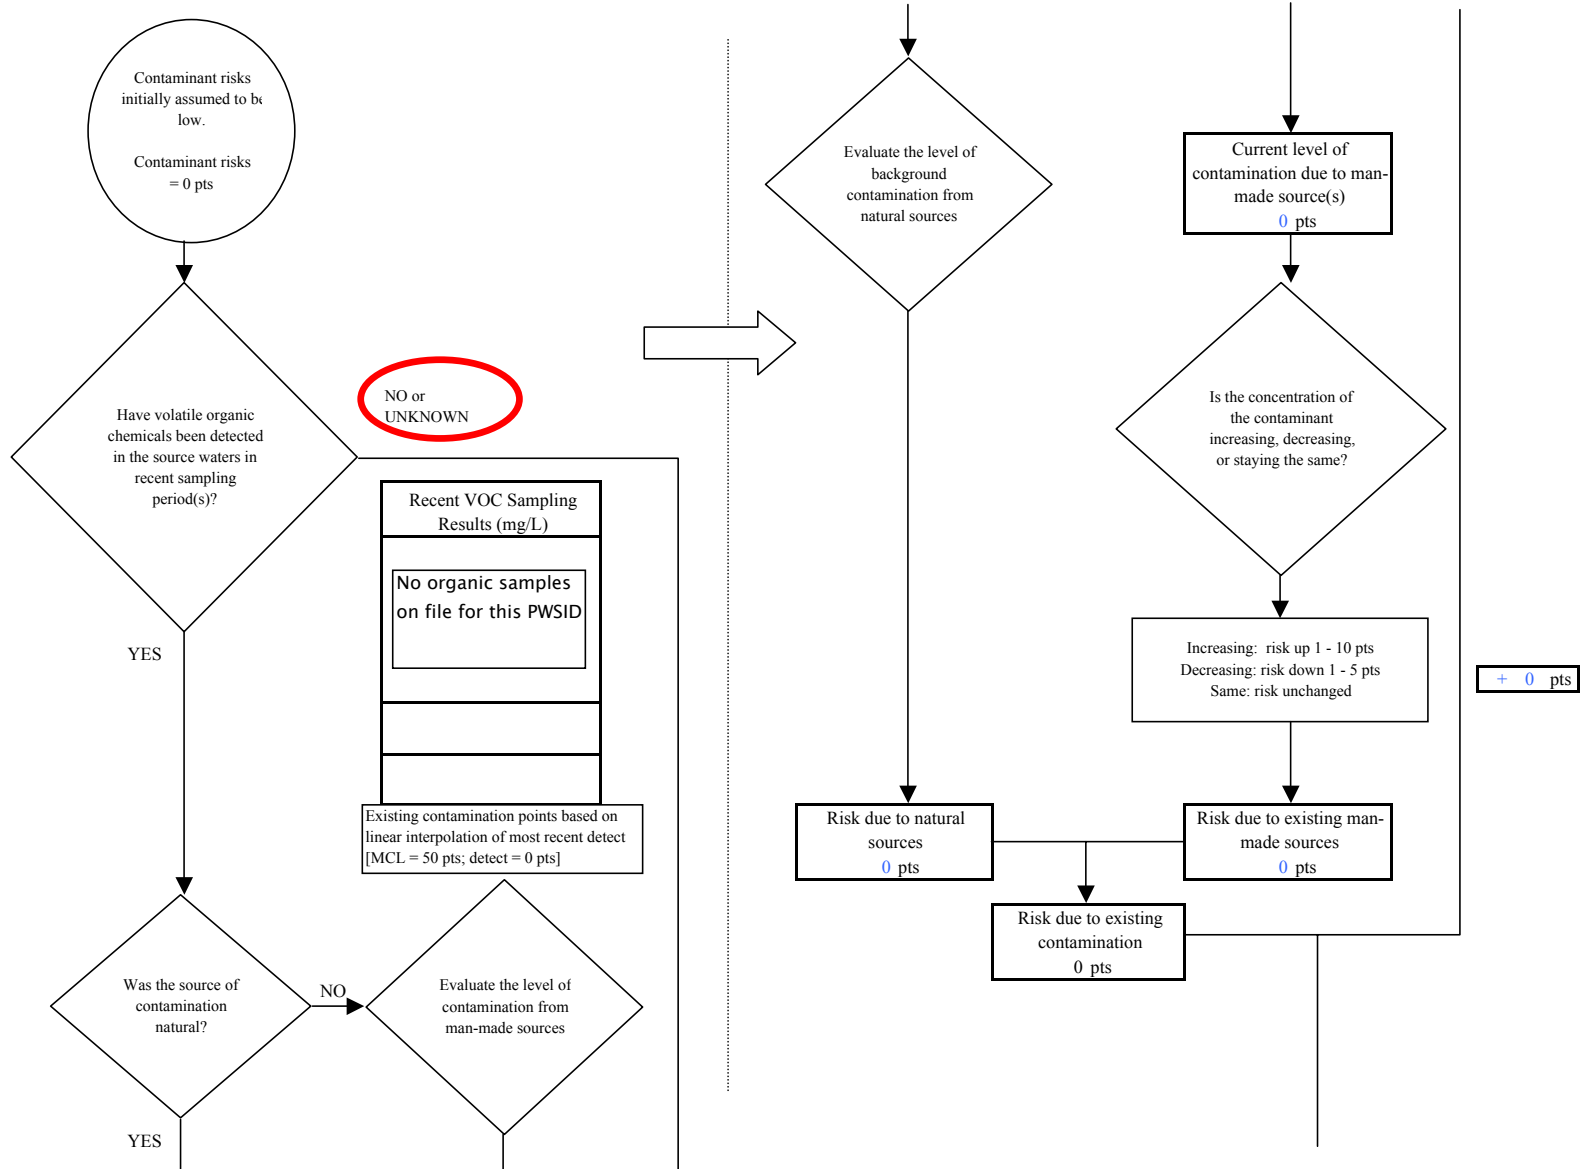 Contaminant risks
initially assumed to be
low.
Contaminant risks
= 0 pts
Have volatile organic
chemicals been detected
in the source waters in
recent sampling
period(s)?
NO or
UNKNOWN
YES
Recent VOC Sampling
Results (mg/L)
No organic samples
on file for this PWSID
Existing contamination points based on
linear interpolation of most recent detect
[MCL = 50 pts; detect = 0 pts]
Was the source of
contamination
natural?
NO
YES
Evaluate the level of
contamination from
man-made sources
Evaluate the level of
background
contamination from
natural sources
Current level of
contamination due to man-
made source(s)
0 pts
Is the concentration of
the contaminant
increasing, decreasing,
or staying the same?
Increasing: risk up 1 - 10 pts
Decreasing: risk down 1 - 5 pts
Same: risk unchanged
+ 0 pts
Risk due to natural
sources
0 pts
Risk due to existing man-
made sources
0 pts
Risk due to existing
contamination
0 pts